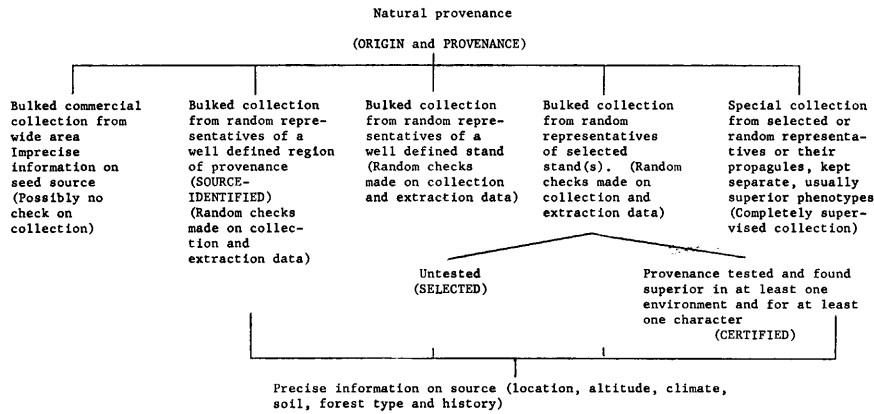 Natural provenance
(ORIGIN and PROVENANCE)
Bulked commercial
collection from
wide area
Imprecise
information on
seed source
(Possibly no
check on
collection)
Bulked collection
from random repre-
sentatives of a
well defined region
of provenance
(SOURCE-
IDENTIFIED)
(Random checks
made on collec-
tion and
extraction data)
Bulked collection
from random repre-
sentatives of a
well defined stand
(Random checks
made on collection
and extraction data)
Bulked collection
from random
representatives
of selected
stand(s). (Random
checks made on
collection and
extraction data)
Special collection
from selected or
random representa-
tives or their
propagules, kept
separate, usually
superior phenotypes
(Completely super-
vised collection)
Untested
(SELECTED)
Provenance tested and found
superior in at least one
environment and for at least
one character
(CERTIFIED)
Precise information on source (location, altitude, climate,
soil, forest type and history)